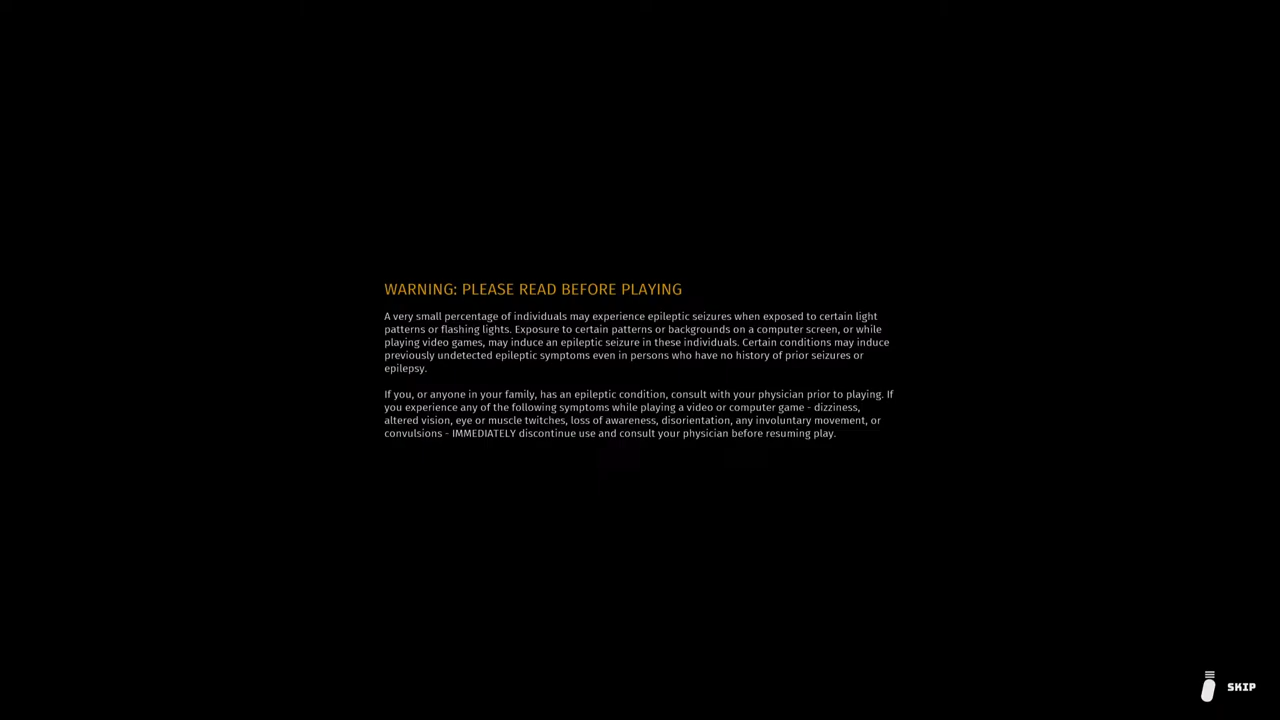 WARNING: PLEASE READ BEFORE PLAYING
A very small percentage of individuals may experience epileptic seizures when exposed to certain light
patterns or flashing lights. Exposure to certain patterns or backgrounds on a computer screen, or while
playing video games, may induce an epileptic seizure in these individuals. Certain conditions may induce
previously undetected epileptic symptoms even in persons who have no history of prior seizures or
epilepsy.
If you, or anyone in your family, has an epileptic condition, consult with your physician prior to playing. If
you experience any of the following symptoms while playing a video or computer game - dizziness,
altered vision, eye or muscle twitches, loss of awareness, disorientation, any involuntary movement, or
convulsions - IMMEDIATELY discontinue use and consult your physician before resuming play.
SKIP